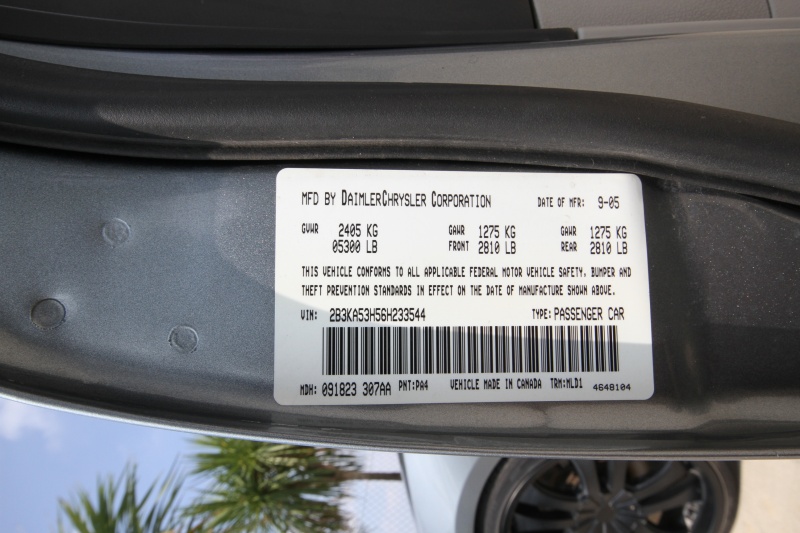 MFD BY DAIMLERCHRYSLER CORPORATION DATE OF MFR: 9-05
GVWR 2405 KG GAWR 1275 KG GAWR 1275 KG
05300 LB FRONT 2810 LB REAR 2810 LB
THIS VEHICLE CONFORMS TO ALL APPLICABLE FEDERAL MOTOR VEHICLE SAFETY, BUMPER AND
THEFT PREVENTION STANDARDS IN EFFECT ON THE DATE OF MANUFACTURE SHOWN ABOVE.
VIN: 2B3KA53H56H233544 TYPE: PASSENGER CAR
MDH: 091823 307AA PNT:PA4 VEHICLE MADE IN CANADA TRM:MLD1 4648104